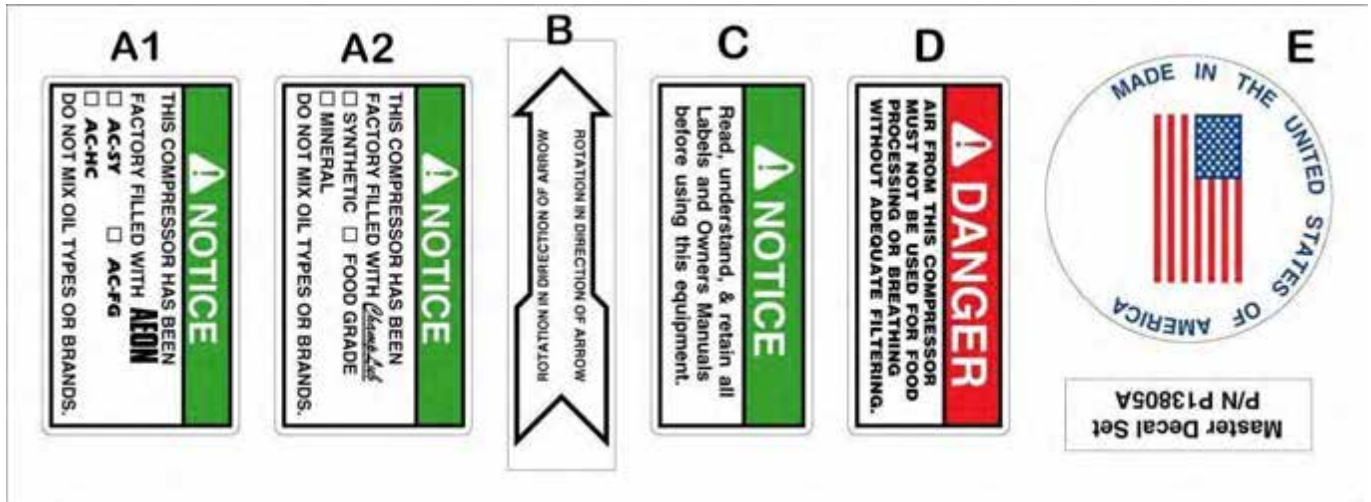 A1
⚠ NOTICE
THIS COMPRESSOR HAS BEEN
FACTORY FILLED WITH AEON
☐ AC-SY ☐ AC-FG
☐ AC-HC
DO NOT MIX OIL TYPES OR BRANDS.
A2
⚠ NOTICE
THIS COMPRESSOR HAS BEEN
FACTORY FILLED WITH ChampLub
☐ SYNTHETIC ☐ FOOD GRADE
☐ MINERAL
DO NOT MIX OIL TYPES OR BRANDS.
B
ROTATION IN DIRECTION OF ARROW
ROTATION IN DIRECTION OF ARROW
C
⚠ NOTICE
Read, understand, & retain all
Labels and Owners Manuals
before using this equipment.
D
⚠ DANGER
AIR FROM THIS COMPRESSOR
MUST NOT BE USED FOR FOOD
PROCESSING OR BREATHING
WITHOUT ADEQUATE FILTERING.
E
MADE IN THE UNITED STATES OF AMERICA
Master Decal Set
P/N P13805A